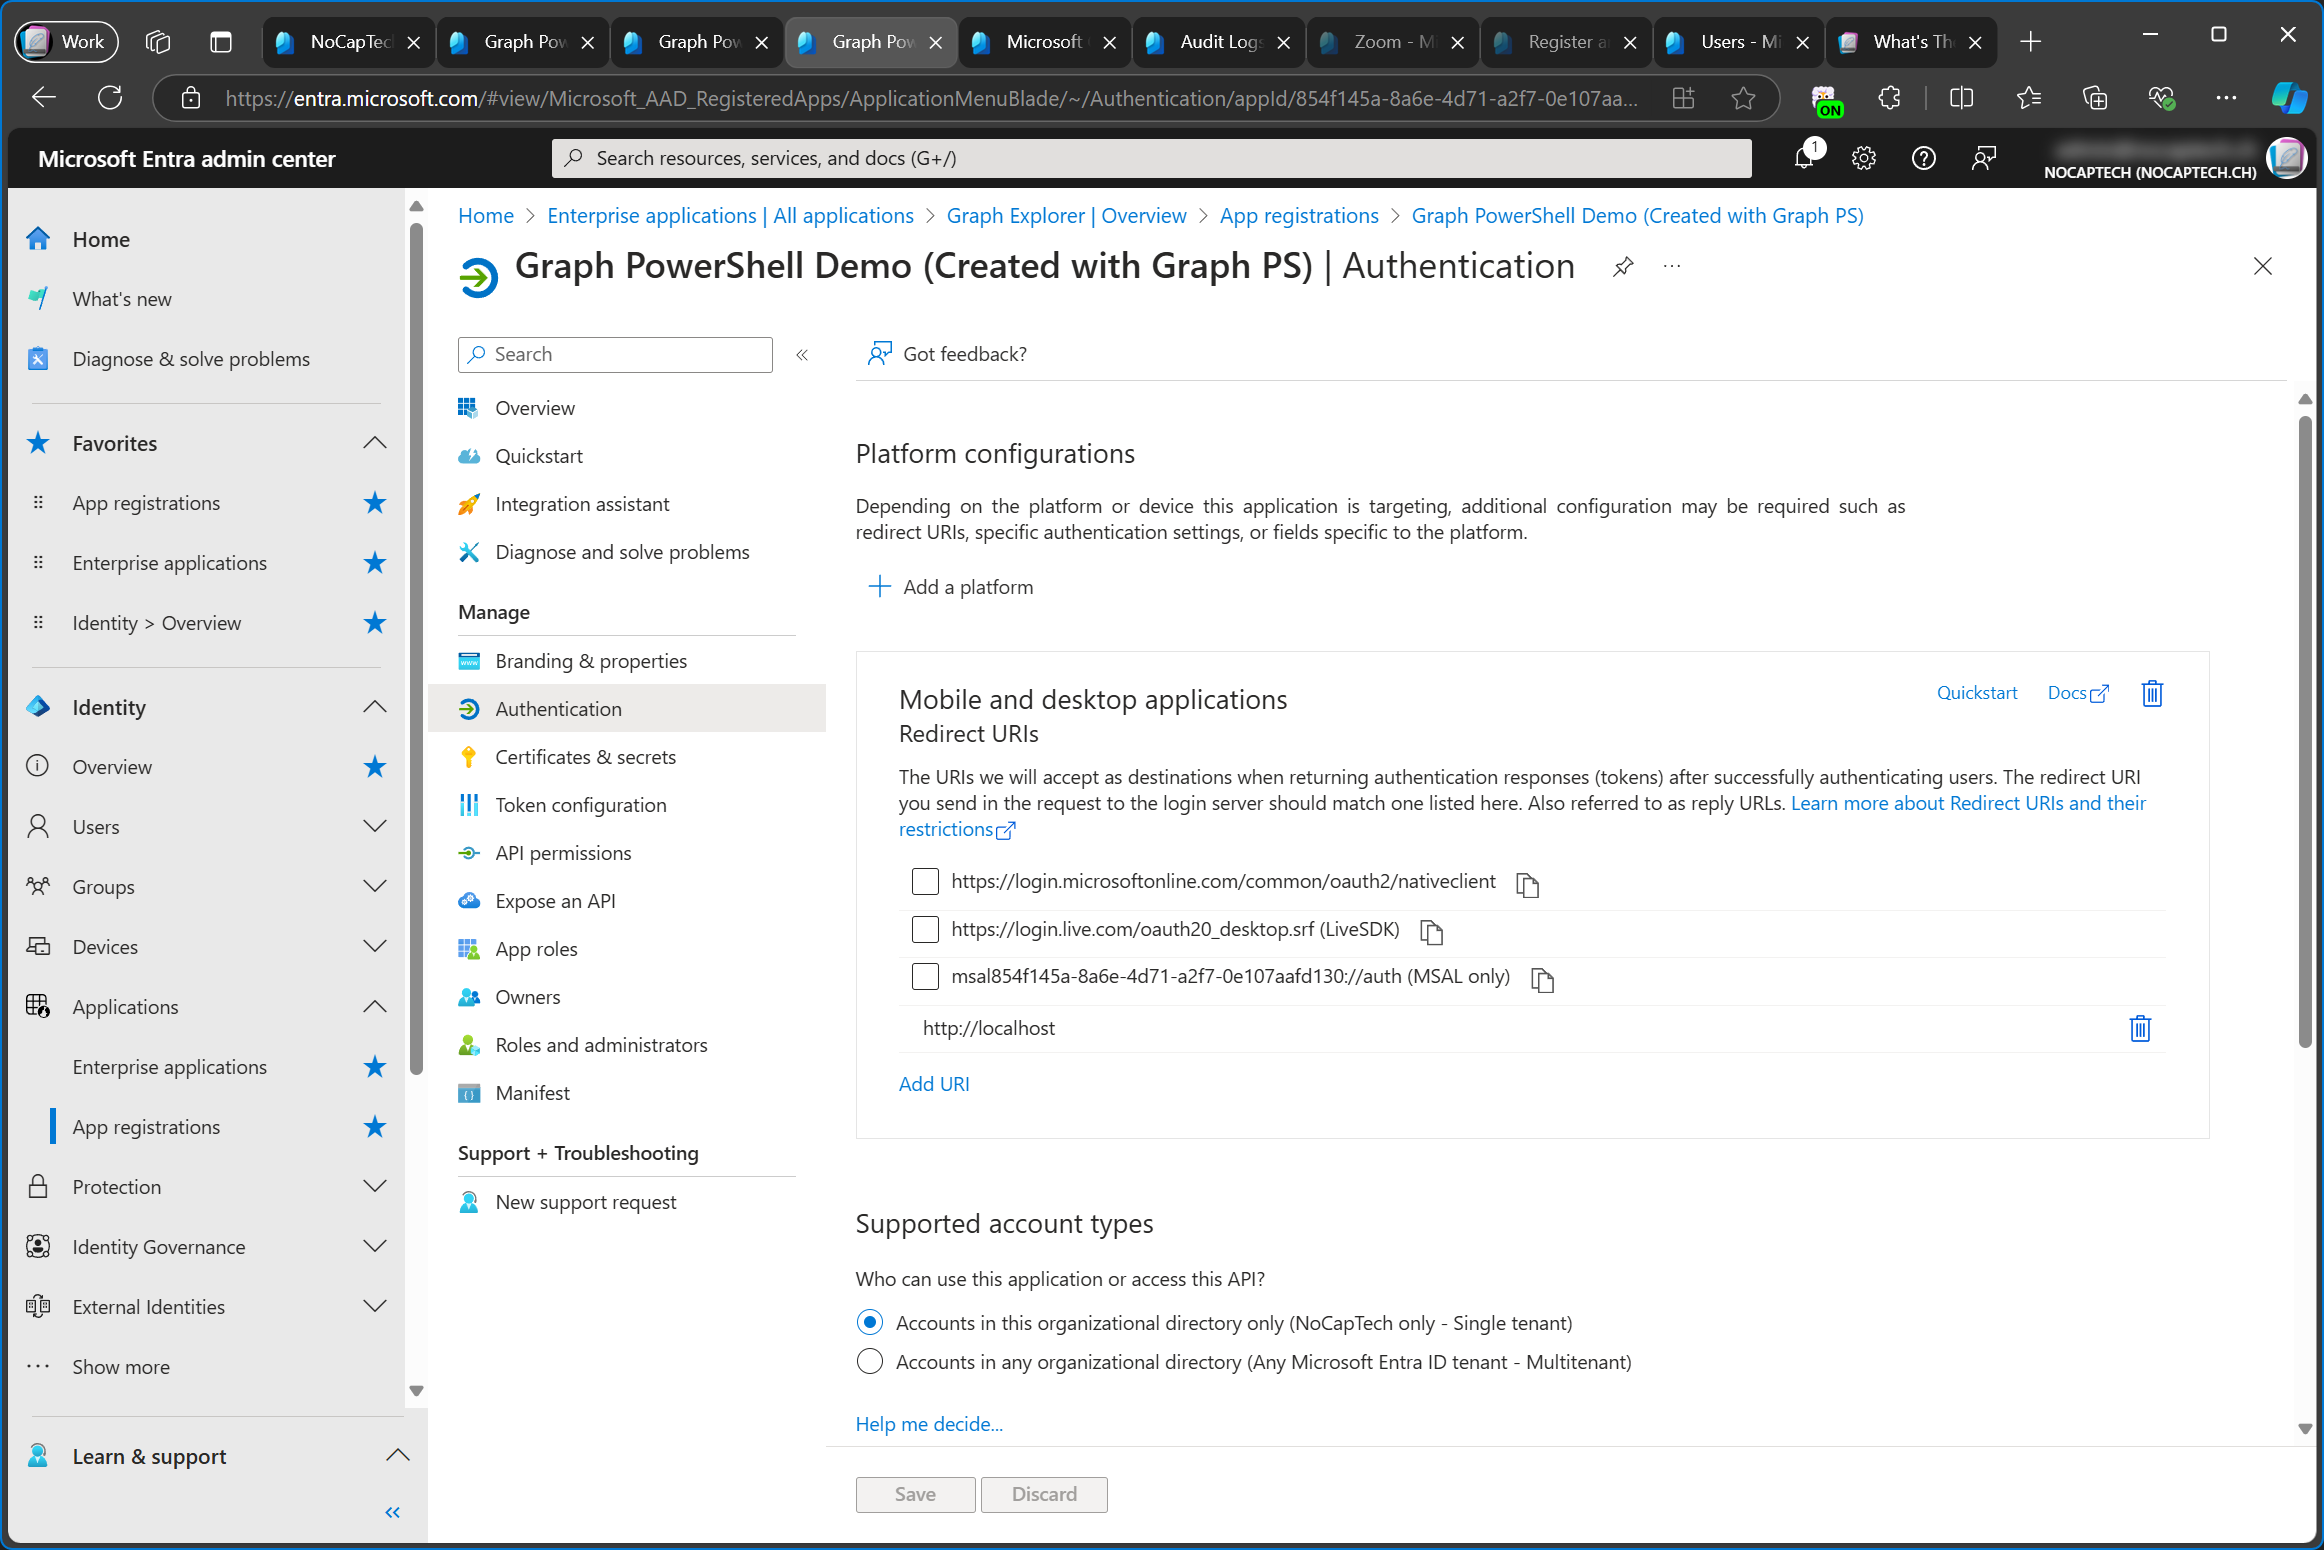 Work
NoCapTec
Graph Pow
Graph Pow
Graph Pow
Microsoft
Audit Logs
Zoom - Mi
Register a
Users - Mi
What's Th
https://entra.microsoft.com/#view/Microsoft_AAD_RegisteredApps/ApplicationMenuBlade/~/Authentication/appId/854f145a-8a6e-4d71-a2f7-0e107aa...
ON
Microsoft Entra admin center
Search resources, services, and docs (G+/)
1
NOCAPTECH (NOCAPTECH.CH)
Home
What's new
Diagnose & solve problems
Favorites
App registrations
Enterprise applications
Identity > Overview
Identity
Overview
Users
Groups
Devices
Applications
Enterprise applications
App registrations
Protection
Identity Governance
External Identities
Show more
Learn & support
Home > Enterprise applications | All applications > Graph Explorer | Overview > App registrations > Graph PowerShell Demo (Created with Graph PS)
Graph PowerShell Demo (Created with Graph PS) | Authentication
Search
Overview
Quickstart
Integration assistant
Diagnose and solve problems
Manage
Branding & properties
Authentication
Certificates & secrets
Token configuration
API permissions
Expose an API
App roles
Owners
Roles and administrators
Manifest
Support + Troubleshooting
New support request
Got feedback?
Platform configurations
Depending on the platform or device this application is targeting, additional configuration may be required such as
redirect URIs, specific authentication settings, or fields specific to the platform.
Add a platform
Mobile and desktop applications
Quickstart
Docs
Redirect URIs
The URIs we will accept as destinations when returning authentication responses (tokens) after successfully authenticating users. The redirect URI
you send in the request to the login server should match one listed here. Also referred to as reply URLs. Learn more about Redirect URIs and their
restrictions
https://login.microsoftonline.com/common/oauth2/nativeclient
https://login.live.com/oauth20_desktop.srf (LiveSDK)
msal854f145a-8a6e-4d71-a2f7-0e107aafd130://auth (MSAL only)
http://localhost
Add URI
Supported account types
Who can use this application or access this API?
Accounts in this organizational directory only (NoCapTech only - Single tenant)
Accounts in any organizational directory (Any Microsoft Entra ID tenant - Multitenant)
Help me decide...
Save
Discard